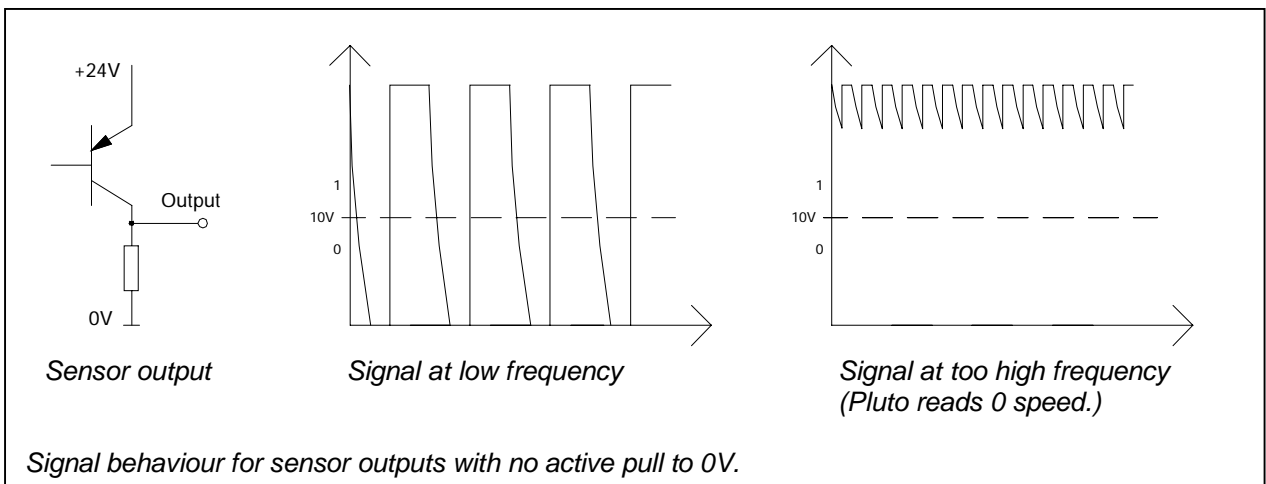 +24V
Output
0V
Sensor output
1
10V
0
Signal at low frequency
1
10V
0
Signal at too high frequency
(Pluto reads 0 speed.)
Signal behaviour for sensor outputs with no active pull to 0V.